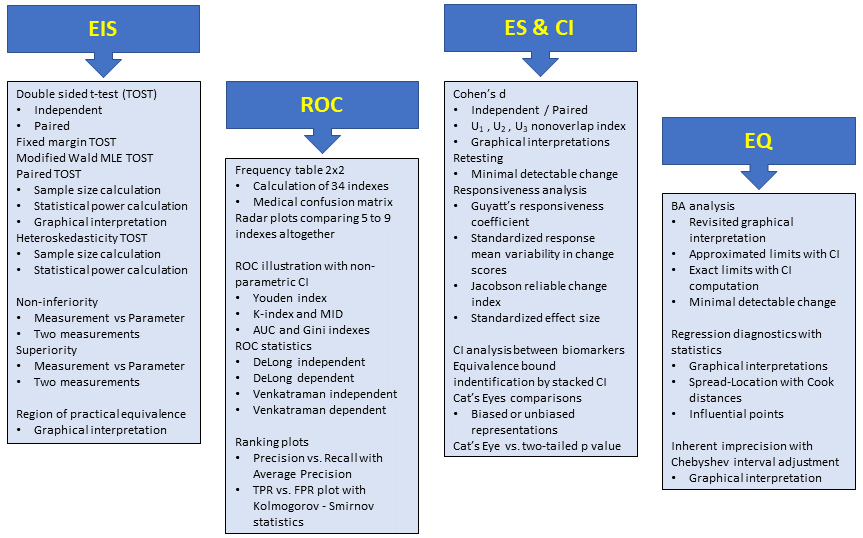 EIS
Double sided t-test (TOST)
• Independent
• Paired
Fixed margin TOST
Modified Wald MLE TOST
Paired TOST
• Sample size calculation
• Statistical power calculation
• Graphical interpretation
Heteroskedasticity TOST
• Sample size calculation
• Statistical power calculation
Non-inferiority
• Measurement vs Parameter
• Two measurements
Superiority
• Measurement vs Parameter
• Two measurements
Region of practical equivalence
• Graphical interpretation
ROC
Frequency table 2x2
• Calculation of 34 indexes
• Medical confusion matrix
Radar plots comparing 5 to 9
indexes altogether
ROC illustration with non-
parametric CI
• Youden index
• K-index and MID
• AUC and Gini indexes
ROC statistics
• DeLong independent
• DeLong dependent
• Venkatraman independent
• Venkatraman dependent
Ranking plots
• Precision vs. Recall with
Average Precision
• TPR vs. FPR plot with
Kolmogorov - Smirnov
statistics
ES & CI
Cohen's d
• Independent / Paired
• U₁ , U₂ , U₃ nonoverlap index
• Graphical interpretations
Retesting
• Minimal detectable change
Responsiveness analysis
• Guyatt's responsiveness
coefficient
• Standardized response
mean variability in change
scores
• Jacobson reliable change
index
• Standardized effect size
CI analysis between biomarkers
Equivalence bound
indentification by stacked CI
Cat's Eyes comparisons
• Biased or unbiased
representations
Cat's Eye vs. two-tailed p value
EQ
BA analysis
• Revisited graphical
interpretation
• Approximated limits with CI
• Exact limits with CI
computation
• Minimal detectable change
Regression diagnostics with
statistics
• Graphical interpretations
• Spread-Location with Cook
distances
• Influential points
Inherent imprecision with
Chebyshev interval adjustment
• Graphical interpretation